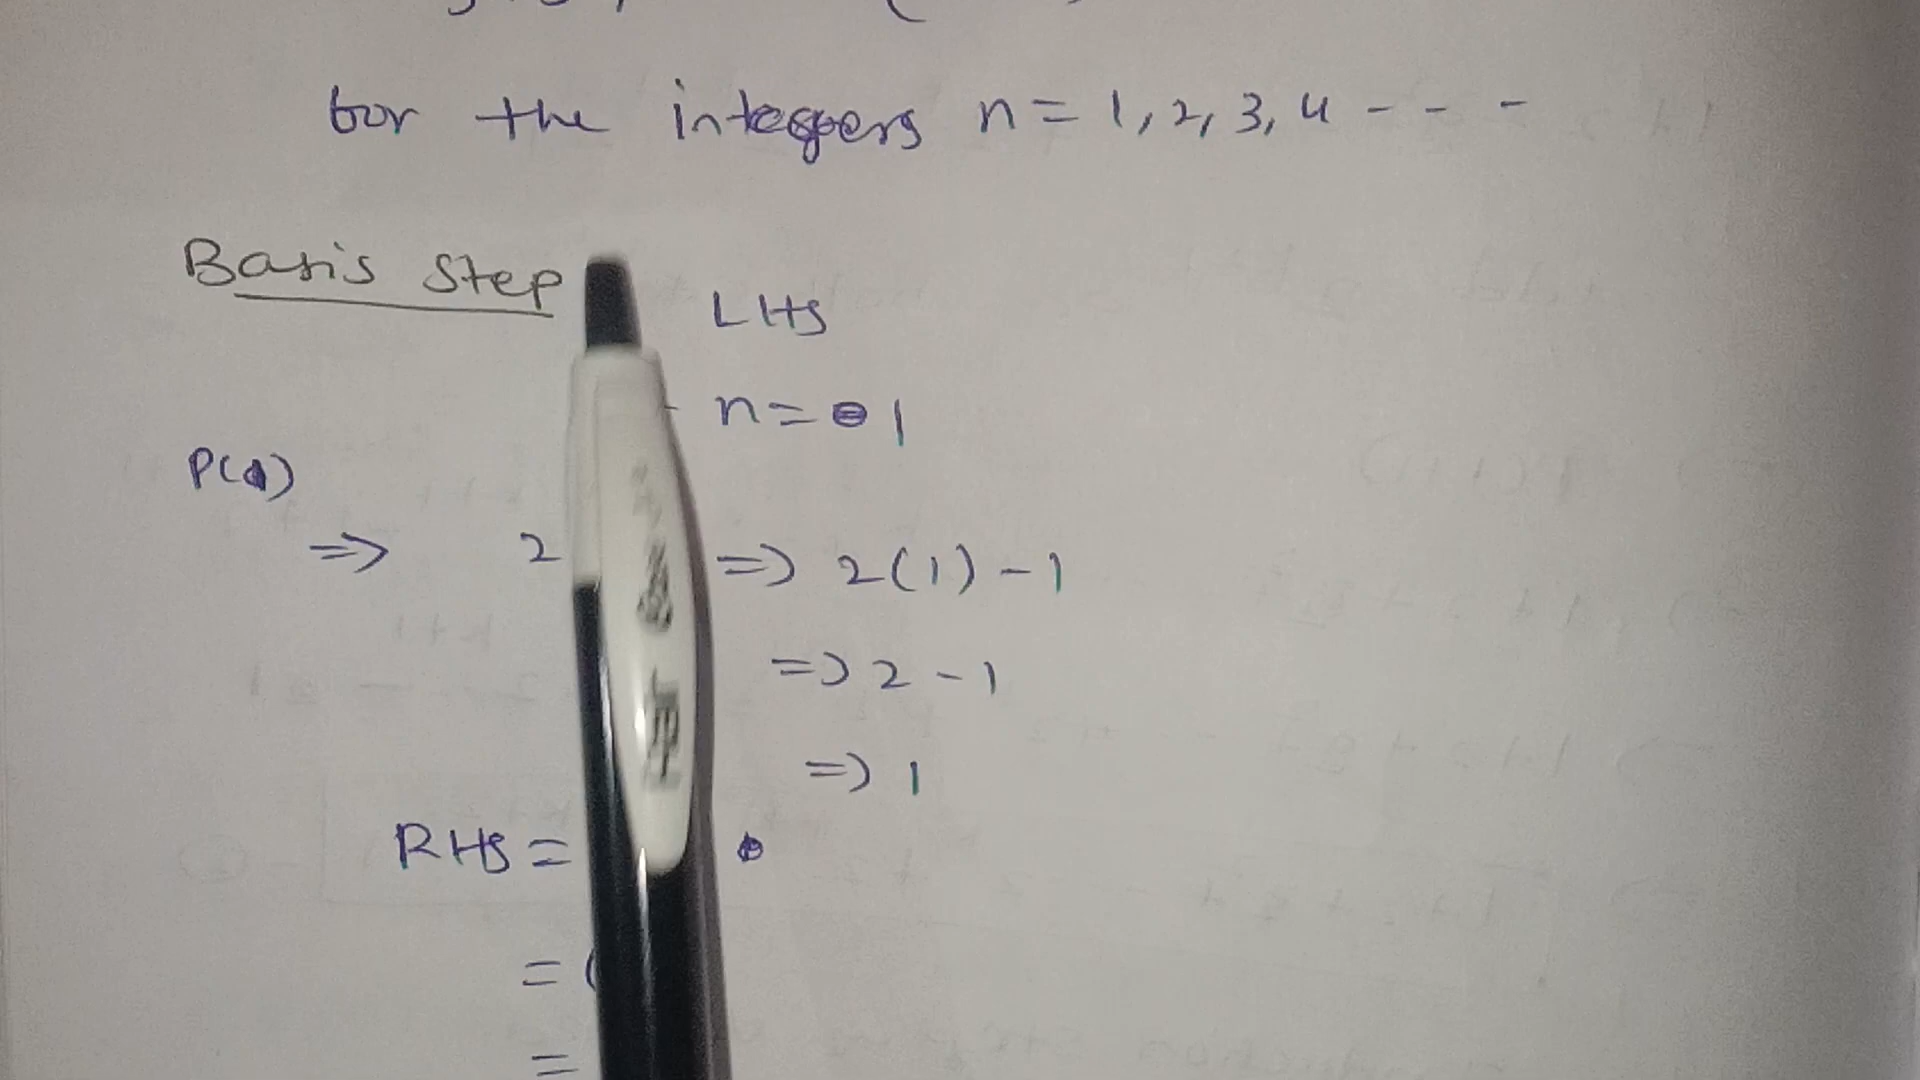 for the integers n = 1, 2, 3, 4 - - -
Basis step
LHS
n = 1
P(1)
=> 2 => 2(1) - 1
=> 2 - 1
=> 1
RHS =
= (
=